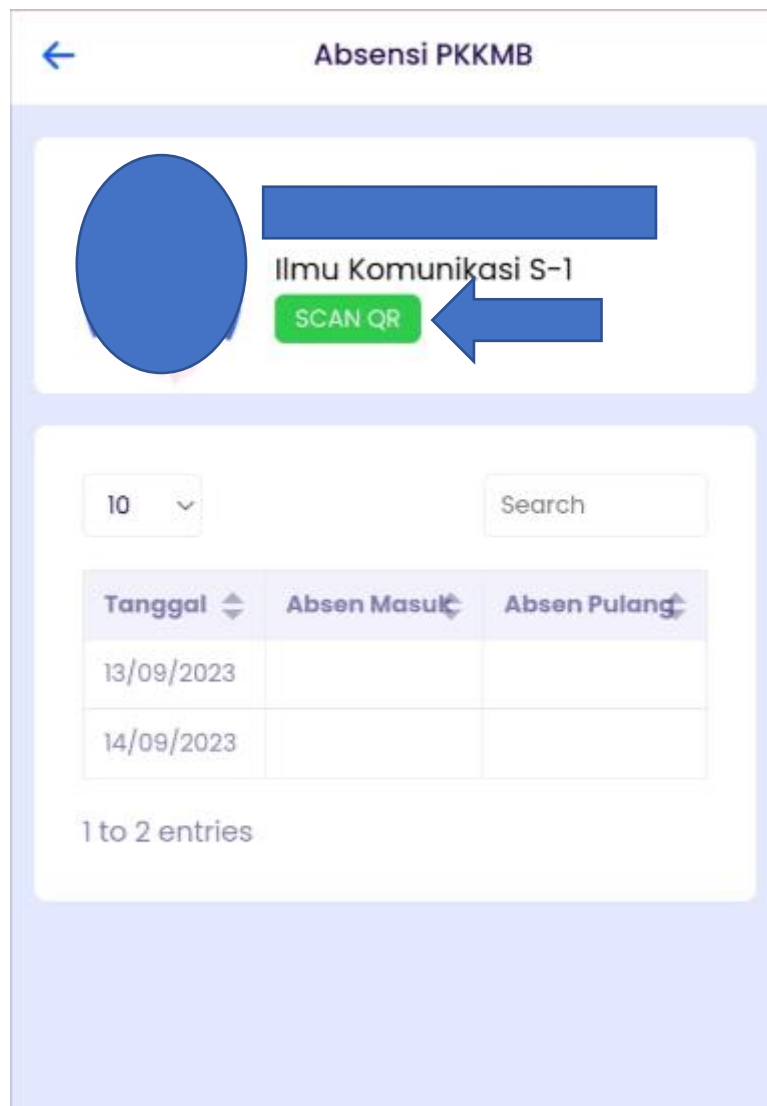 Absensi PKKMB
Ilmu Komunikasi S-1
SCAN QR
10
Search
Tanggal Absen Masuk Absen Pulang
13/09/2023
14/09/2023
1 to 2 entries